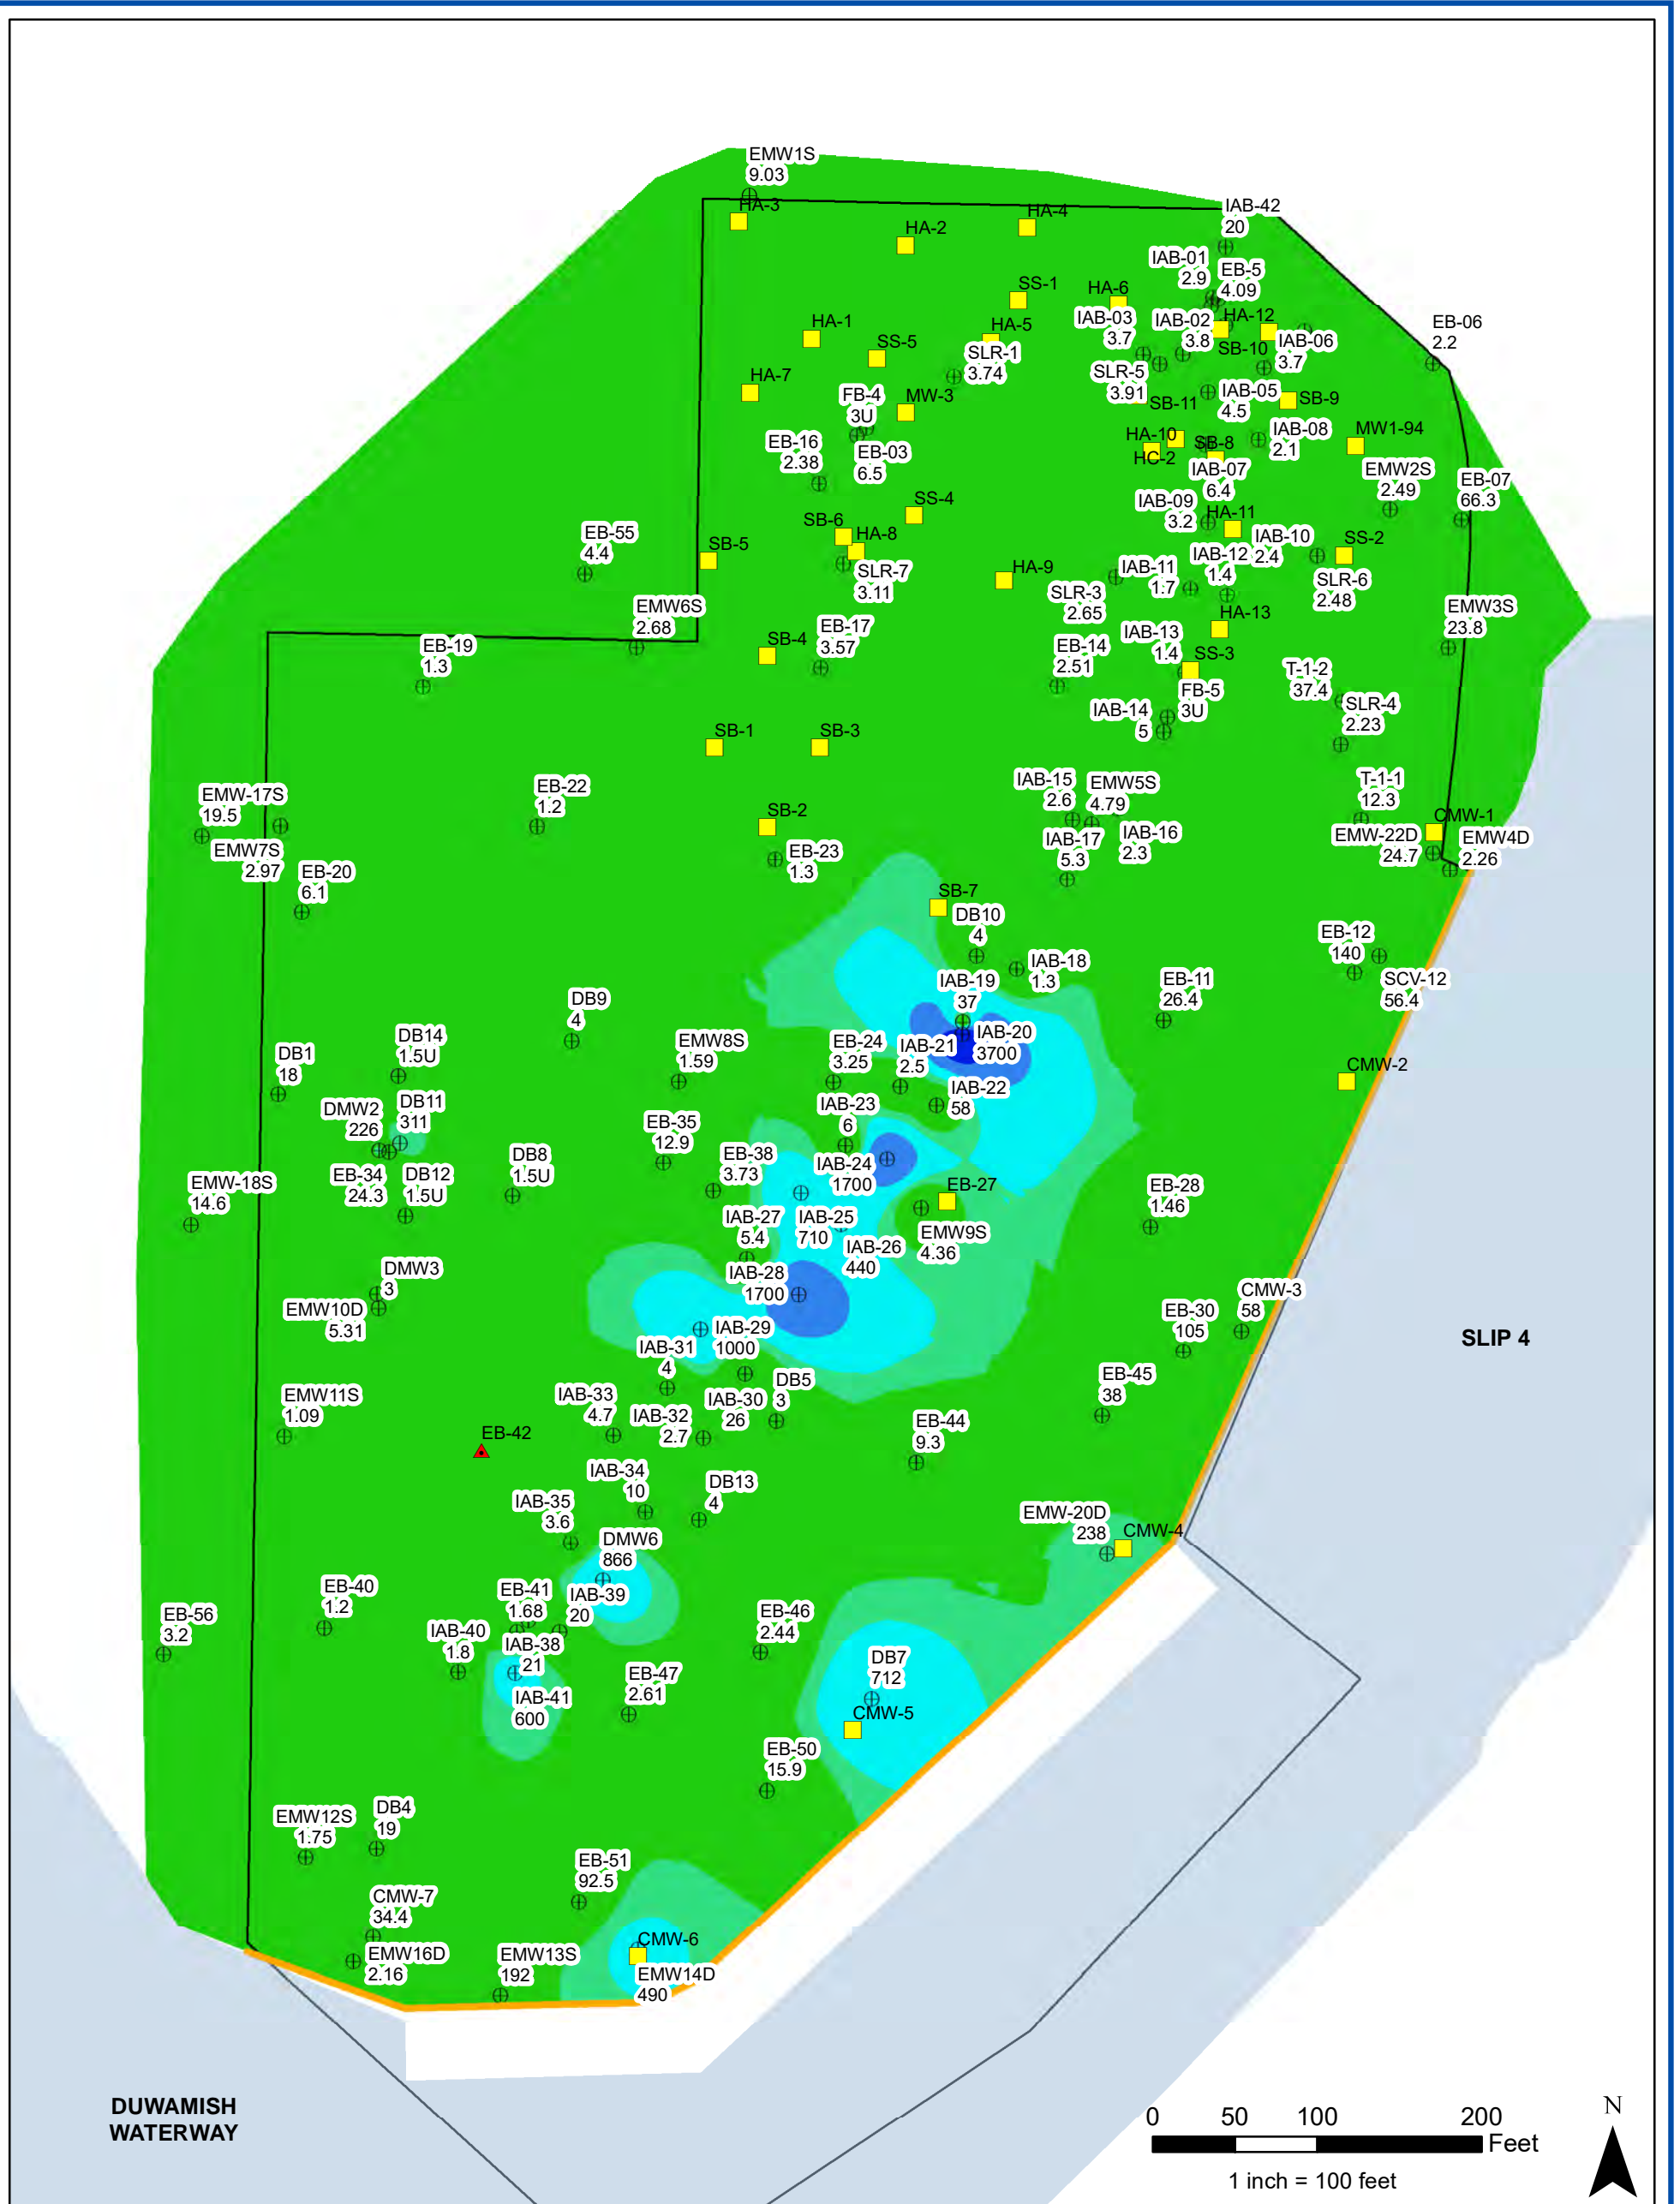 EMW1S
9.03
HA-3
HA-2
HA-4
IAB-42
20
IAB-01
2.9
EB-5
4.09
SS-1
HA-6
IAB-03
3.7
IAB-02
3.8
HA-12
SB-10
IAB-06
3.7
EB-06
2.2
HA-1
SS-5
HA-5
SLR-1
3.74
HA-7
FB-4
3U
MW-3
SLR-5
3.91
SB-11
IAB-05
4.5
SB-9
EB-16
2.38
EB-03
6.5
HA-10
HC-2
SB-8
IAB-07
6.4
IAB-08
2.1
MW1-94
EMW2S
2.49
EB-07
66.3
SS-4
IAB-09
3.2
HA-11
EB-55
4.4
SB-5
SB-6
HA-8
SLR-7
3.11
HA-9
IAB-10
2.4
IAB-12
1.4
IAB-11
1.7
SS-2
SLR-6
2.48
SLR-3
2.65
EMW6S
2.68
EMW3S
23.8
HA-13
EB-19
1.3
SB-4
EB-17
3.57
EB-14
2.51
IAB-13
1.4
SS-3
FB-5
3U
T-1-2
37.4
IAB-14
5
SLR-4
2.23
SB-1
SB-3
EMW-17S
19.5
EB-22
1.2
IAB-15
2.6
EMW5S
4.79
T-1-1
12.3
SB-2
CMW-1
EMW7S
2.97
EB-20
6.1
EB-23
1.3
IAB-17
5.3
IAB-16
2.3
EMW-22D
24.7
EMW4D
2.26
SB-7
DB10
4
EB-12
140
IAB-18
1.3
IAB-19
37
EB-11
26.4
SCV-12
56.4
DB9
4
DB14
1.5U
DB1
18
EMW8S
1.59
EB-24
3.25
IAB-21
2.5
IAB-20
3700
CMW-2
DMW2
226
DB11
311
IAB-23
6
IAB-22
58
EB-35
12.9
EB-34
24.3
DB12
1.5U
DB8
1.5U
EB-38
3.73
IAB-24
1700
EB-27
EMW-18S
14.6
EB-28
1.46
IAB-27
5.4
IAB-25
710
IAB-26
440
EMW9S
4.36
DMW3
3
IAB-28
1700
CMW-3
58
EMW10D
5.31
EB-30
105
SLIP 4
IAB-29
1000
IAB-31
4
EMW11S
1.09
IAB-33
4.7
IAB-32
2.7
IAB-30
26
DB5
3
EB-45
38
EB-42
EB-44
9.3
IAB-34
10
DB13
4
IAB-35
3.6
EMW-20D
238
CMW-4
DMW6
866
EB-40
1.2
EB-41
1.68
IAB-39
20
EB-56
3.2
IAB-40
1.8
IAB-38
21
EB-46
2.44
DB7
712
EB-47
2.61
IAB-41
600
CMW-5
EB-50
15.9
EMW12S
1.75
DB4
19
EB-51
92.5
CMW-7
34.4
CMW-6
EMW16D
2.16
EMW13S
192
EMW14D
490
DUWAMISH
WATERWAY
0 50 100 200
Feet
1 inch = 100 feet
N